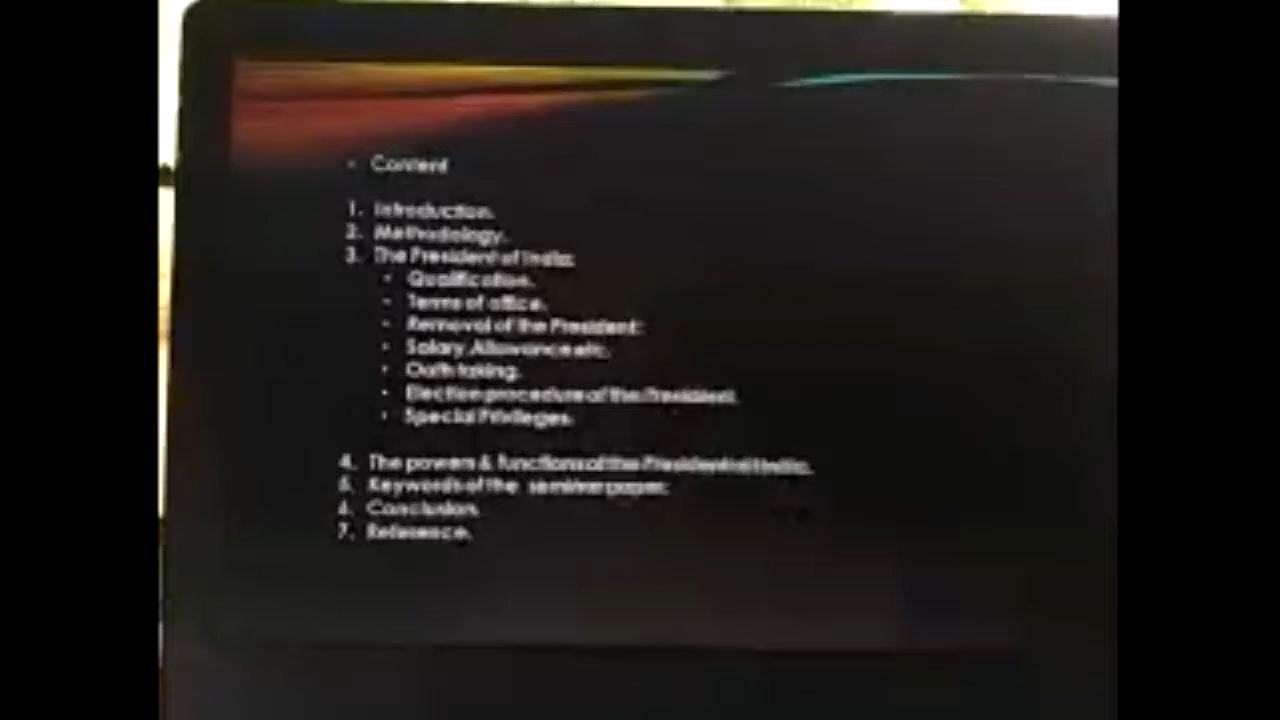 • Content
1. Introduction.
2. Methodology.
3. The President of India:
• Qualification.
• Terms of office.
• Removal of the President:
• Salary, Allowance etc.
• Oath taking.
• Election procedure of the President.
• Special Privileges.
4. The powers & functions of the President of India.
5. Keywords of the seminar paper.
6. Conclusion.
7. Reference.